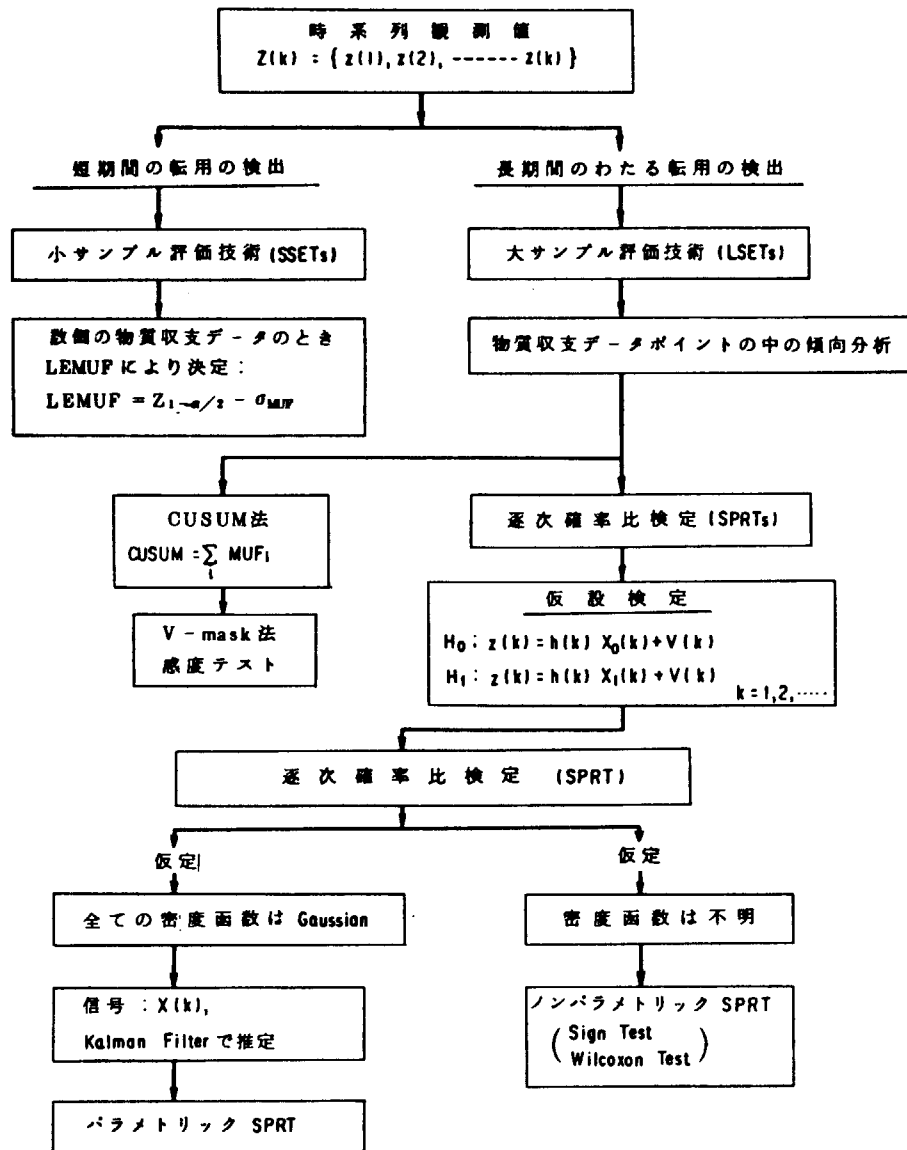 時系列観測値
Z(k) = { z(1), z(2), ------ z(k) }
短期間の転用の検出
長期間のわたる転用の検出
小サンプル評価技術 (SSETs)
大サンプル評価技術 (LSETs)
数個の物質収支データのとき
LEMUF により決定:
LEMUF = Z₁₋α/₂ - σMUF
物質収支データポイントの中の傾向分析
CUSUM法
CUSUM = ∑i MUFi
逐次確率比検定 (SPRTs)
V-mask 法
感度テスト
仮設検定
H₀: z(k) = h(k) X₀(k) + V(k)
H₁: z(k) = h(k) X₁(k) + V(k)
k = 1, 2, ·····
逐次確率比検定 (SPRT)
仮定
仮定
全ての密度函数は Gaussian
密度函数は不明
信号 : X(k),
Kalman Filter で推定
ノンパラメトリック SPRT
( Sign Test
Wilcoxon Test )
パラメトリック SPRT